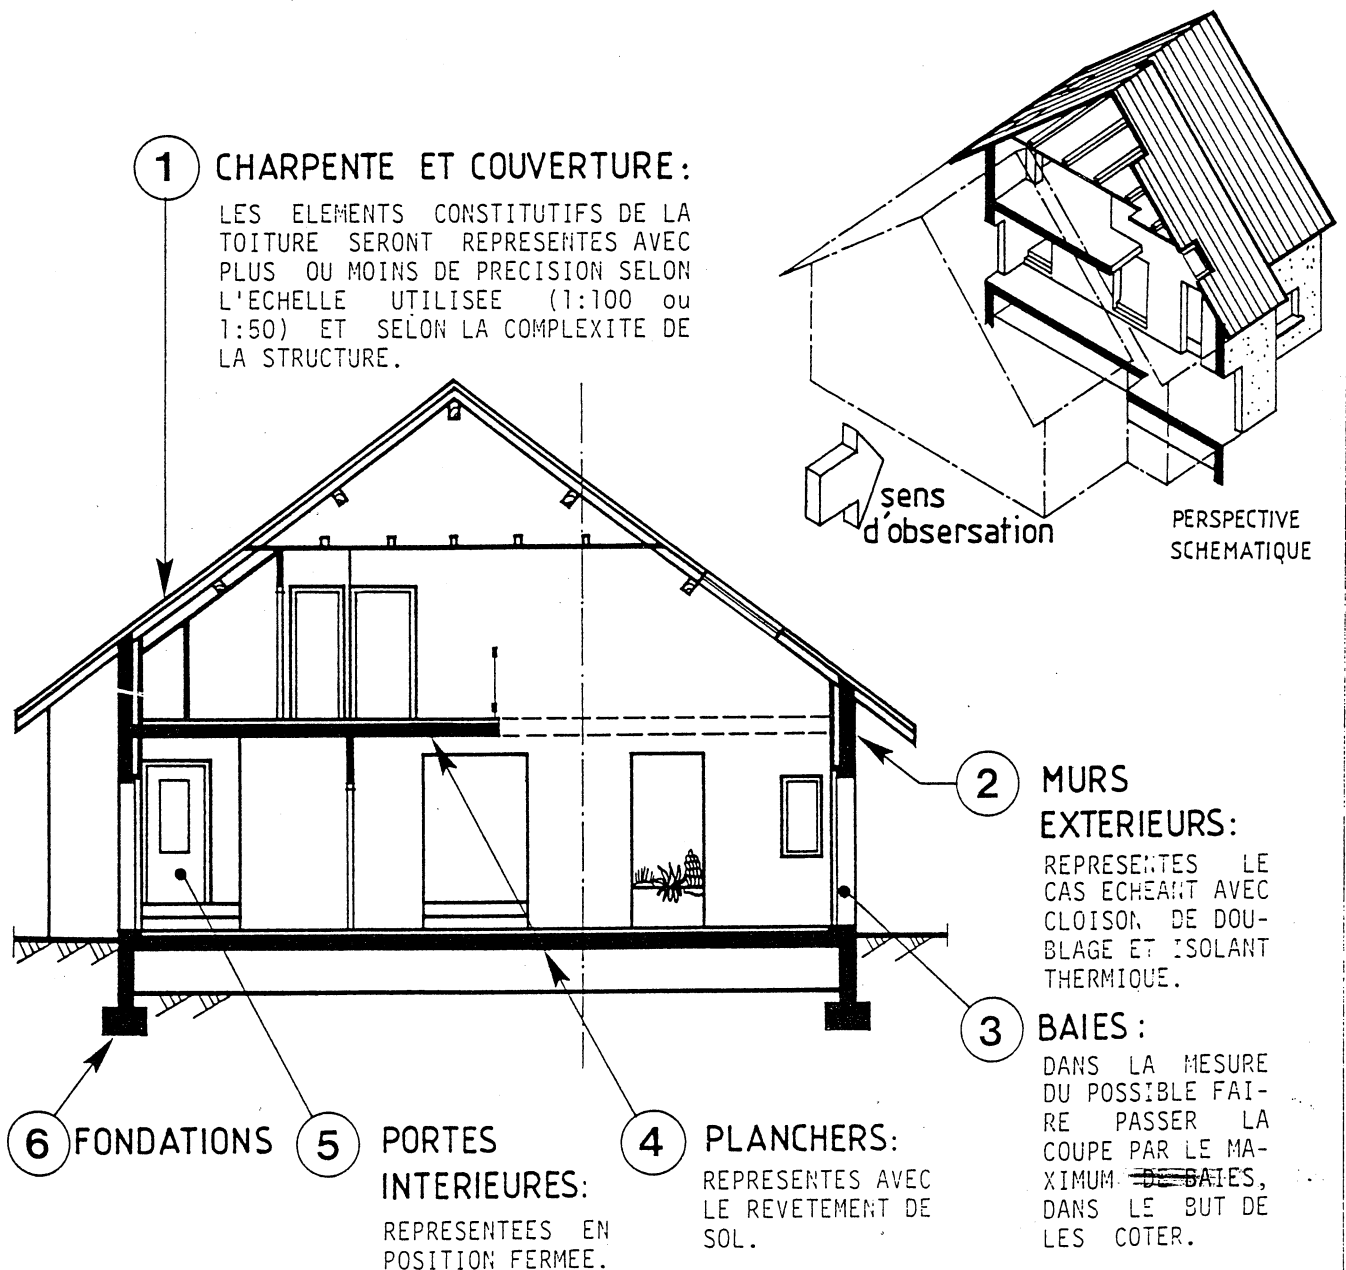 1 CHARPENTE ET COUVERTURE:
LES ELEMENTS CONSTITUTIFS DE LA
TOITURE SERONT REPRESENTES AVEC
PLUS OU MOINS DE PRECISION SELON
L'ECHELLE UTILISEE (1:100 ou
1:50) ET SELON LA COMPLEXITE DE
LA STRUCTURE.
sens
d'obsersation
PERSPECTIVE
SCHEMATIQUE
2 MURS
EXTERIEURS:
REPRESENTES LE
CAS ECHEANT AVEC
CLOISON DE DOU-
BLAGE ET ISOLANT
THERMIQUE.
3 BAIES:
DANS LA MESURE
DU POSSIBLE FAI-
RE PASSER LA
COUPE PAR LE MA-
XIMUM DE BAIES,
DANS LE BUT DE
LES COTER.
6 FONDATIONS
5 PORTES
INTERIEURES:
REPRESENTEES EN
POSITION FERMEE.
4 PLANCHERS:
REPRESENTES AVEC
LE REVETEMENT DE
SOL.